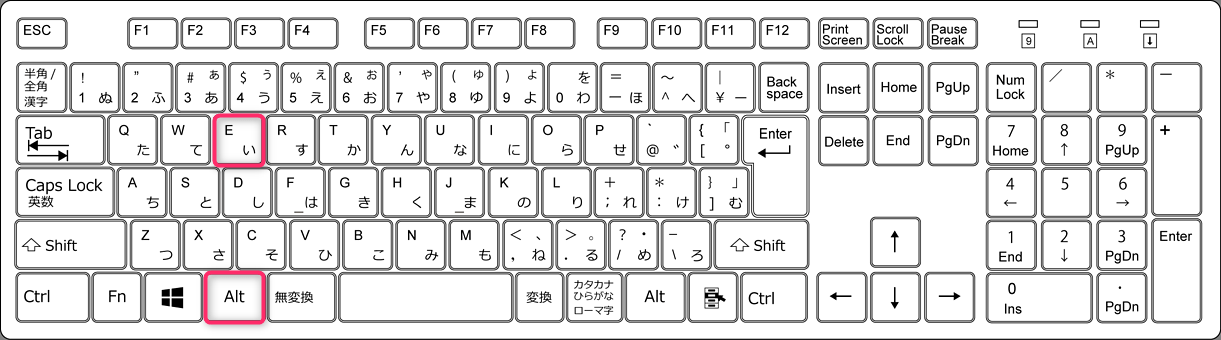 ESC F1 F2 F3 F4 F5 F6 F7 F8 F9 F10 F11 F12 Print Screen Scroll Lock Pause Break 9 A
半角/全角 漢字 ! 1 ぬ " 2 ふ # ぁ 3 あ $ ぅ 4 う % ぇ 5 え & ぉ 6 お ' ゃ 7 や ( ゅ 8 ゆ ) ょ 9 よ を 0 わ = ー ほ ～ ^ へ | ¥ ー Back space Insert Home PgUp Num Lock ／ * ー
Tab Q た W て E い R す T か Y ん U な I に O ら P せ ` @ ゛ { 「 [ ゜ Enter Delete End PgDn 7 Home 8 ↑ 9 PgUp +
Caps Lock 英数 A ち S と D し F _ は G き H く J _ ま K の L り + ; れ * : け } 」 ] む 4 ← 5 6 →
Shift Z つ X さ C そ V ひ B こ N み M も < 、 , ね > 。 . る ? ・ / め _ \ ろ Shift ↑ 1 End 2 ↓ 3 PgDn Enter
Ctrl Fn Alt 無変換 変換 カタカナ ひらがな ローマ字 Alt Ctrl ← ↓ → 0 Ins . PgDn